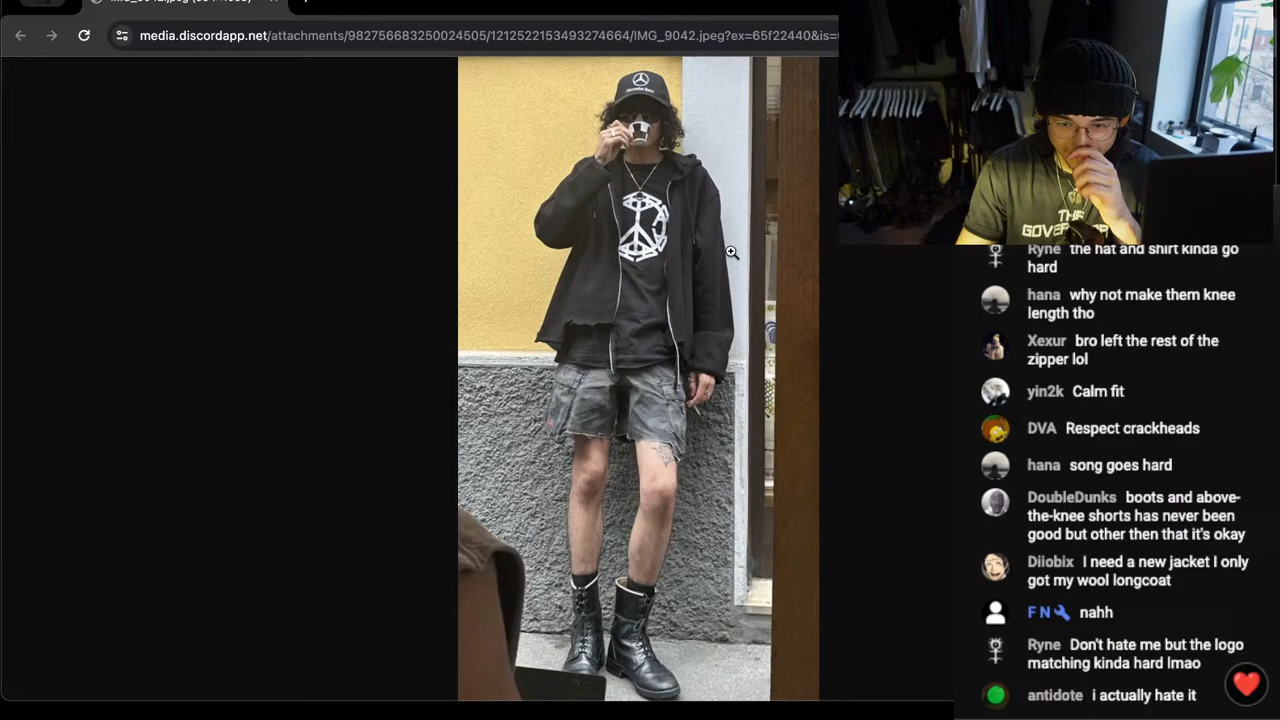 media.discordapp.net/attachments/982756683250024505/1212522153493274664/IMG_9042.jpeg?ex=65f22440&is=
Mercedes-Benz
THE
Ryne the hat and shirt kinda go
hard
hana why not make them knee
length tho
Xexur bro left the rest of the
zipper lol
yin2k Calm fit
DVA Respect crackheads
hana song goes hard
DoubleDunks boots and above-
the-knee shorts has never been
good but other then that it's okay
Diiobix I need a new jacket I only
got my wool longcoat
F N nahh
Ryne Don't hate me but the logo
matching kinda hard lmao
antidote i actually hate it